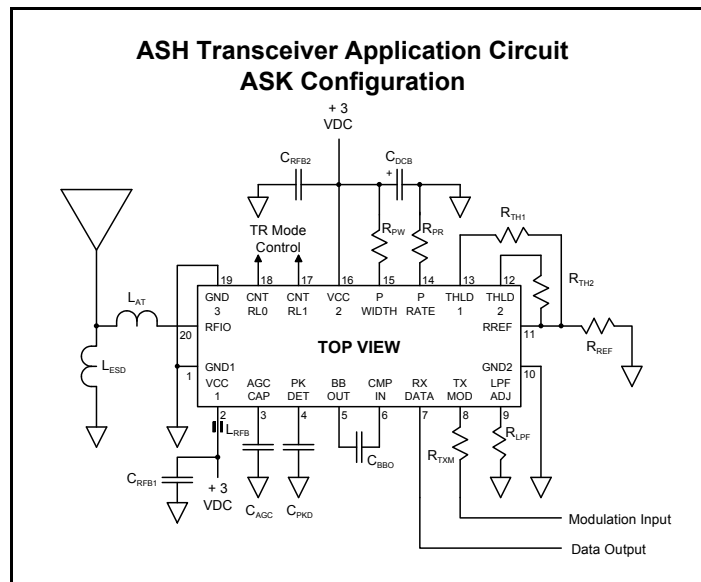 ASH Transceiver Application Circuit
ASK Configuration
+ 3
VDC
CRFB2
CDCB
+
TR Mode
Control
RPW
RPR
RTH1
RTH2
19
18
17
16
15
14
13
12
GND
3
CNT
RL0
CNT
RL1
VCC
2
P
WIDTH
P
RATE
THLD
1
THLD
2
LAT
20
RFIO
RREF
11
RREF
TOP VIEW
LESD
1
GND1
GND2
10
VCC
1
AGC
CAP
PK
DET
BB
OUT
CMP
IN
RX
DATA
TX
MOD
LPF
ADJ
2
3
4
5
6
7
8
9
LRFB
CRFB1
+ 3
VDC
CAGC
CPKD
CBBO
RTXM
RLPF
Modulation Input
Data Output